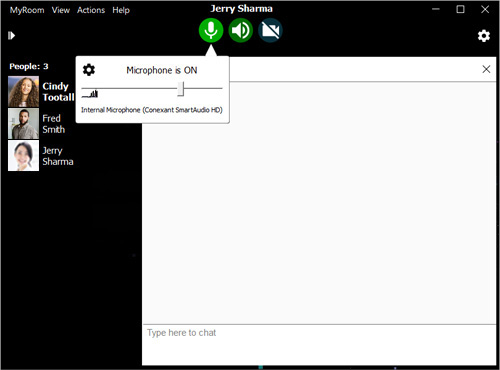 MyRoom View Actions Help
Jerry Sharma
People: 3
Microphone is ON
Internal Microphone (Conexant SmartAudio HD)
Cindy
Tootall
Fred
Smith
Jerry
Sharma
Type here to chat